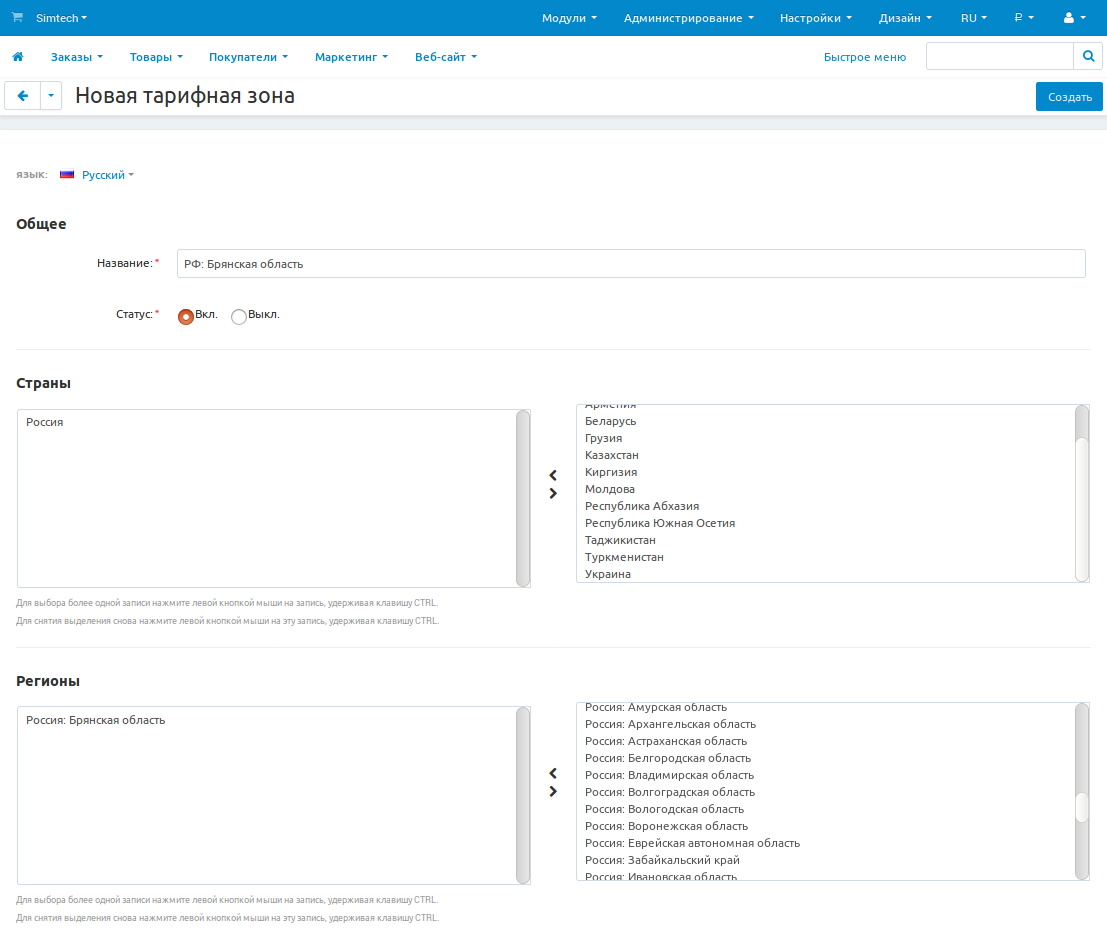 Simtech Модули Администрирование Настройки Дизайн RU ₽
Заказы Товары Покупатели Маркетинг Веб-сайт Быстрое меню
Новая тарифная зона Создать
язык: Русский
Общее
Название:* РФ: Брянская область
Статус:* Вкл. Выкл.
Страны
Россия
Армения
Беларусь
Грузия
Казахстан
Киргизия
Молдова
Республика Абхазия
Республика Южная Осетия
Таджикистан
Туркменистан
Украина
Для выбора более одной записи нажмите левой кнопкой мыши на запись, удерживая клавишу CTRL.
Для снятия выделения снова нажмите левой кнопкой мыши на эту запись, удерживая клавишу CTRL.
Регионы
Россия: Брянская область
Россия: Амурская область
Россия: Архангельская область
Россия: Астраханская область
Россия: Белгородская область
Россия: Владимирская область
Россия: Волгоградская область
Россия: Вологодская область
Россия: Воронежская область
Россия: Еврейская автономная область
Россия: Забайкальский край
Россия: Ивановская область
Для выбора более одной записи нажмите левой кнопкой мыши на запись, удерживая клавишу CTRL.
Для снятия выделения снова нажмите левой кнопкой мыши на эту запись, удерживая клавишу CTRL.